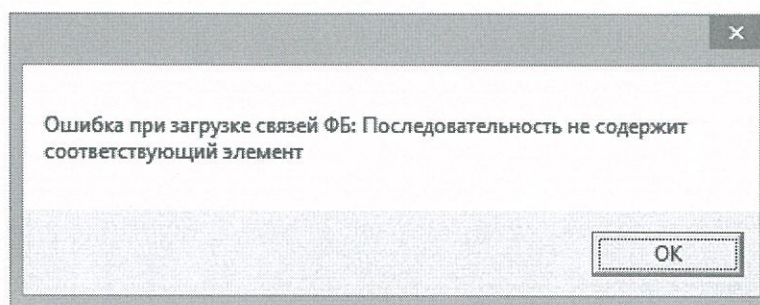 Ошибка при загрузке связей ФБ: Последовательность не содержит
соответствующий элемент
OK